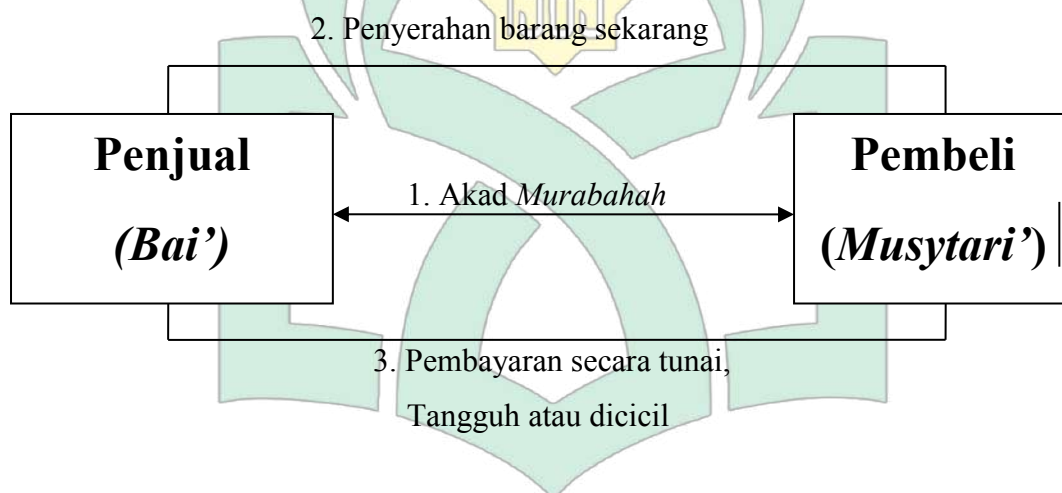 2. Penyerahan barang sekarang
Penjual
(Bai’)
1. Akad Murabahah
Pembeli
(Musytari’)
3. Pembayaran secara tunai,
Tangguh atau dicicil